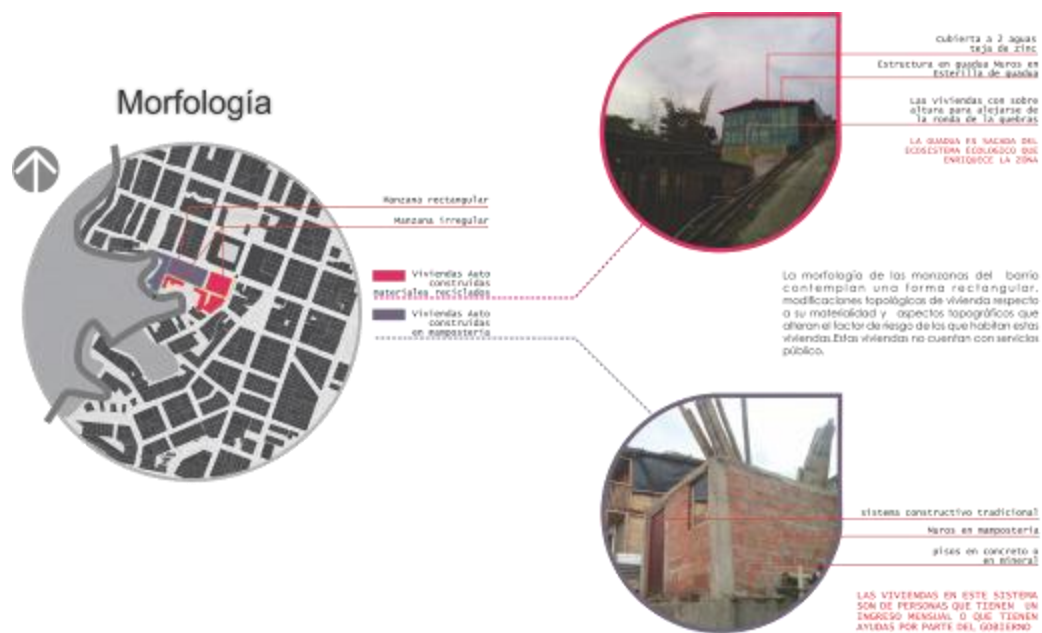 Morfología
Manzana rectangular
Manzana irregular
Viviendas Auto
construidas
materiales reciclados
Viviendas Auto
construidas
en mamposteria
Cubierta a 2 aguas
teja de zinc
Estructura en guadua Muros en
Esterilla de guadua
Las viviendas con sobre
altura para alejarse de
la ronda de la quebras
LA GUADUA ES SACADA DEL
ECOSISTEMA ECOLOGICO QUE
ENRIQUECE LA ZONA
La morfología de las manzanas del barrio
contemplan una forma rectangular,
modificaciones topológicas de vivienda respecto
a su materialidad y aspectos topográficos que
alteran el factor de riesgo de los que habitan estas
viviendas.Estas viviendas no cuentan con servicios
público.
sistema constructivo tradicional
Muros en mamposteria
pisos en concreto o
en mineral
LAS VIVIENDAS EN ESTE SISTEMA
SON DE PERSONAS QUE TIENEN UN
INGRESO MENSUAL O QUE TIENEN
AYUDAS POR PARTE DEL GOBIERNO